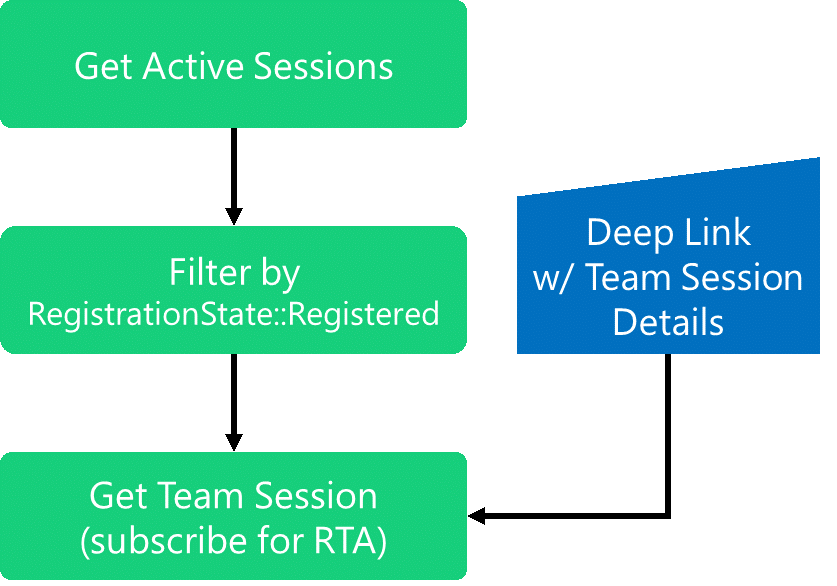 Get Active Sessions
Filter by
RegistrationState::Registered
Deep Link
w/ Team Session
Details
Get Team Session
(subscribe for RTA)